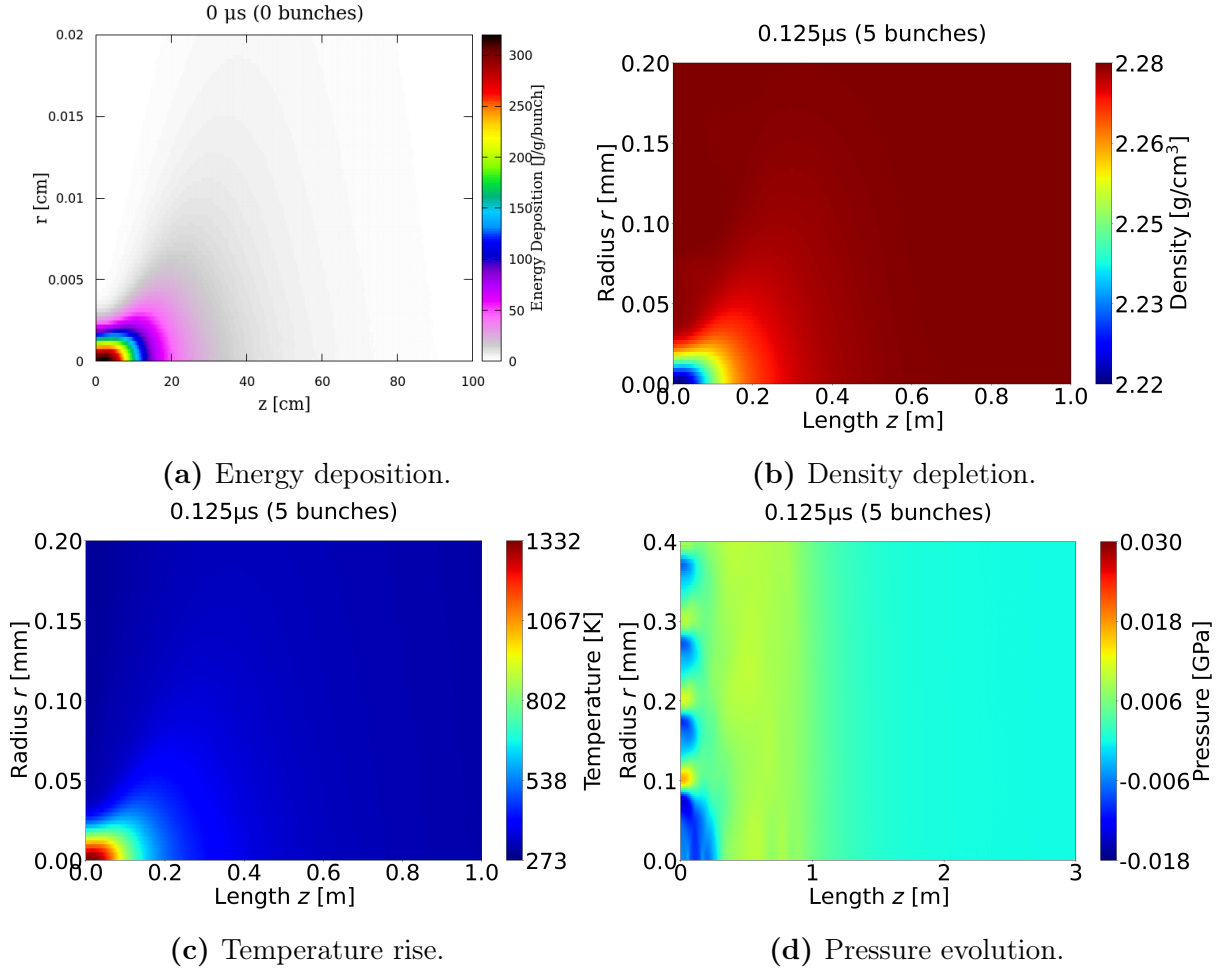 0 µs (0 bunches)
0.02
0.015
0.01
0.005
0
r [cm]
0 20 40 60 80 100
z [cm]
300
250
200
150
100
50
0
Energy Deposition [J/g/bunch]
(a) Energy deposition.
0.125µs (5 bunches)
0.20
0.15
0.10
0.05
0.00
Radius r [mm]
0.0 0.2 0.4 0.6 0.8 1.0
Length z [m]
2.28
2.26
2.25
2.23
2.22
Density [g/cm³]
(b) Density depletion.
0.125µs (5 bunches)
0.20
0.15
0.10
0.05
0.00
Radius r [mm]
0.0 0.2 0.4 0.6 0.8 1.0
Length z [m]
1332
1067
802
538
273
Temperature [K]
(c) Temperature rise.
0.125µs (5 bunches)
0.4
0.3
0.2
0.1
0.0
Radius r [mm]
0 1 2 3
Length z [m]
0.030
0.018
0.006
-0.006
-0.018
Pressure [GPa]
(d) Pressure evolution.